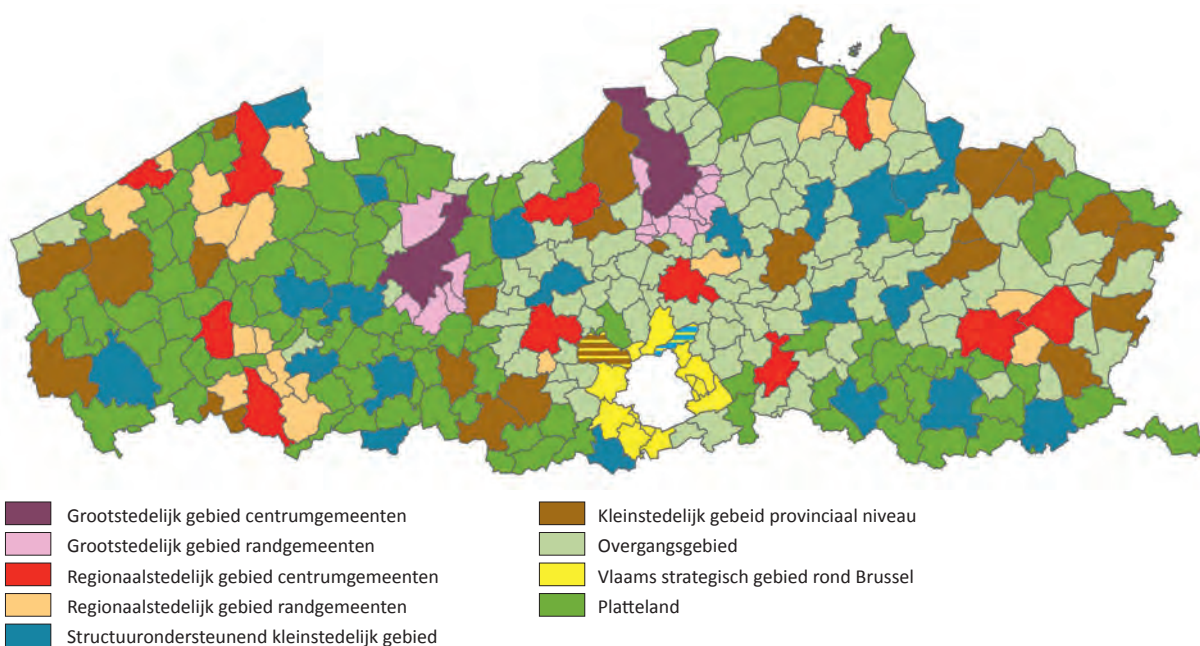 Grootstedelijk gebied centrumgemeenten
Grootstedelijk gebied randgemeenten
Regionaalstedelijk gebied centrumgemeenten
Regionaalstedelijk gebied randgemeenten
Structuurondersteunend kleinstedelijk gebied
Kleinstedelijk gebeid provinciaal niveau
Overgangsgebied
Vlaams strategisch gebied rond Brussel
Platteland